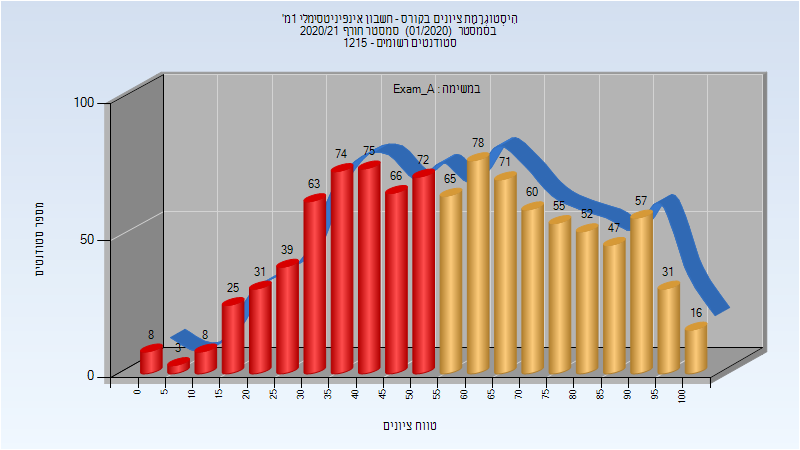 היסטוגרמת ציונים בקורס - חשבון אינפיניטסימלי 1מ'
בסמסטר (01/2020) סמסטר חורף 2020/21
סטודנטים רשומים - 1215
במשימה : Exam_A
100
50
0
מספר סטודנטים
8 3 8 25 31 39 63 74 75 66 72 65 78 71 60 55 52 47 57 31 16
0 5 10 15 20 25 30 35 40 45 50 55 60 65 70 75 80 85 90 95 100
טווח ציונים